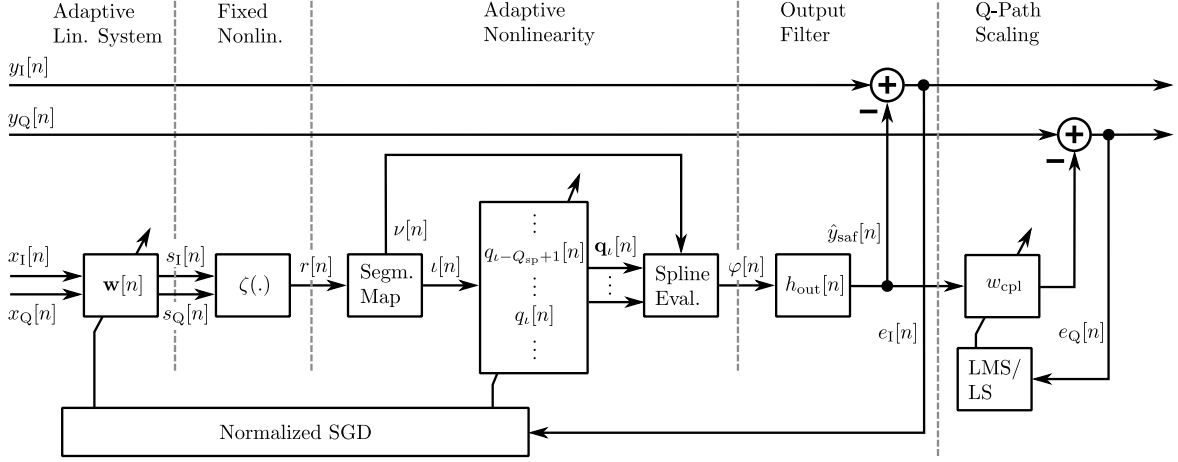 Adaptive
Lin. System
Fixed
Nonlin.
Adaptive
Nonlinearity
Output
Filter
Q-Path
Scaling
y_I[n]
y_Q[n]
+
−
+
−
x_I[n]
x_Q[n]
w[n]
s_I[n]
s_Q[n]
ζ(.)
r[n]
Segm.
Map
ν[n]
ι[n]
⋮
q_{ι−Q_sp+1}[n]
⋮
q_ι[n]
⋮
𝐪_ι[n]
⋮
Spline
Eval.
φ[n]
h_out[n]
ŷ_saf[n]
e_I[n]
w_cpl
e_Q[n]
LMS/
LS
Normalized SGD